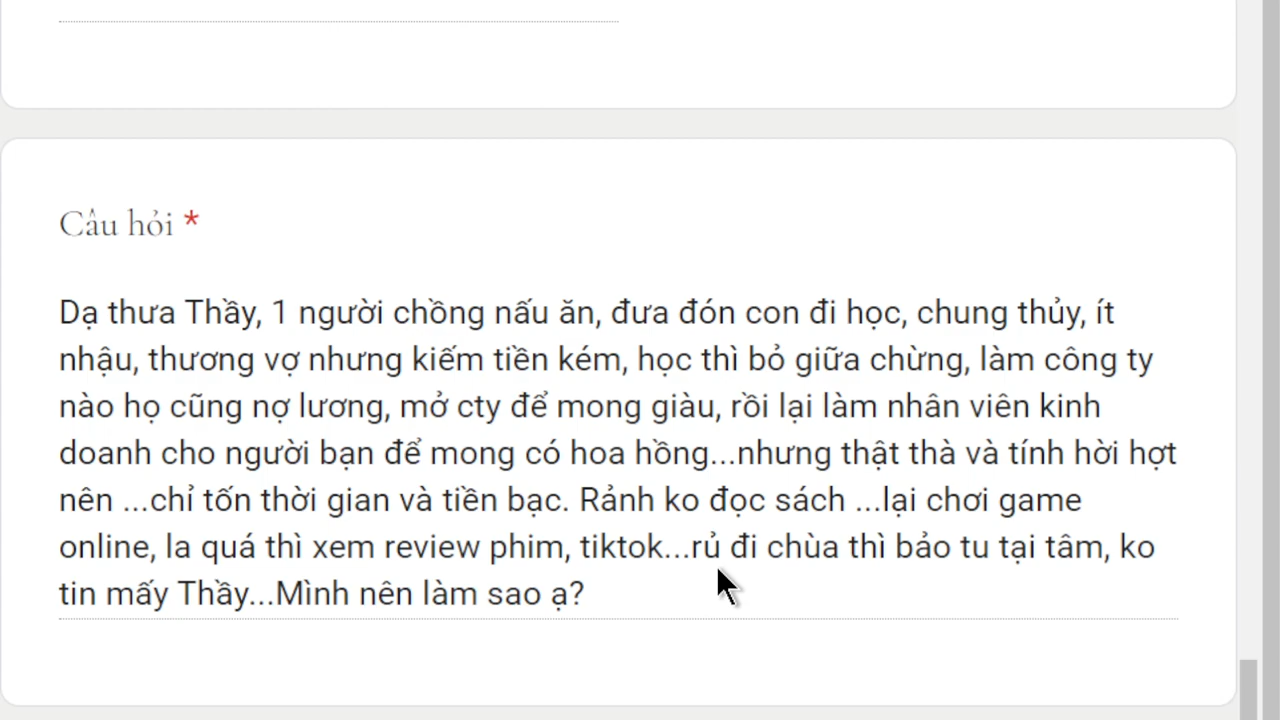 Câu hỏi *
Dạ thưa Thầy, 1 người chồng nấu ăn, đưa đón con đi học, chung thủy, ít
nhậu, thương vợ nhưng kiếm tiền kém, học thì bỏ giữa chừng, làm công ty
nào họ cũng nợ lương, mở cty để mong giàu, rồi lại làm nhân viên kinh
doanh cho người bạn để mong có hoa hồng...nhưng thật thà và tính hời hợt
nên ...chỉ tốn thời gian và tiền bạc. Rảnh ko đọc sách ...lại chơi game
online, la quá thì xem review phim, tiktok...rủ đi chùa thì bảo tu tại tâm, ko
tin mấy Thầy...Mình nên làm sao ạ?